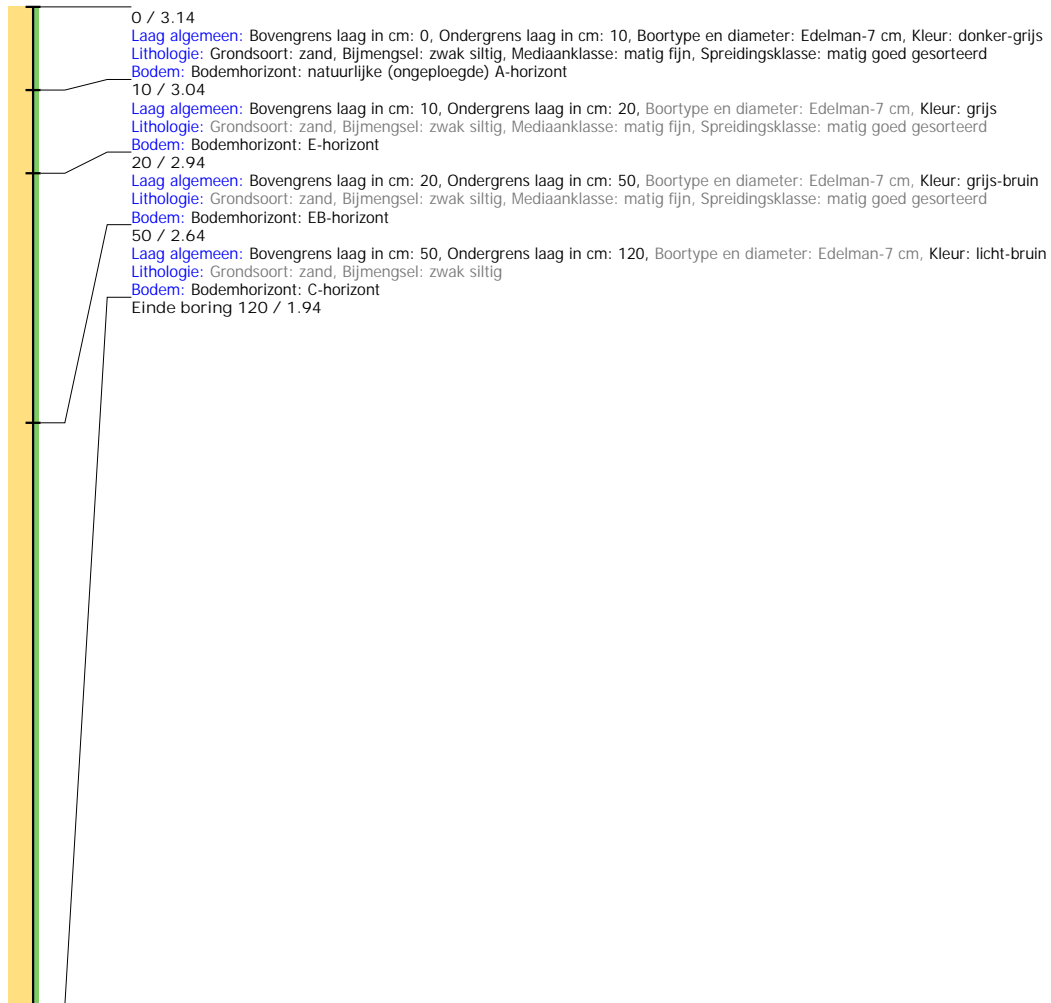 0 / 3.14
Laag algemeen: Bovengrens laag in cm: 0, Ondergrens laag in cm: 10, Boortype en diameter: Edelman-7 cm, Kleur: donker-grijs
Lithologie: Grondsoort: zand, Bijmengsel: zwak siltig, Mediaanklasse: matig fijn, Spreidingsklasse: matig goed gesorteerd
Bodem: Bodemhorizont: natuurlijke (ongeploegde) A-horizont
10 / 3.04
Laag algemeen: Bovengrens laag in cm: 10, Ondergrens laag in cm: 20, Boortype en diameter: Edelman-7 cm, Kleur: grijs
Lithologie: Grondsoort: zand, Bijmengsel: zwak siltig, Mediaanklasse: matig fijn, Spreidingsklasse: matig goed gesorteerd
Bodem: Bodemhorizont: E-horizont
20 / 2.94
Laag algemeen: Bovengrens laag in cm: 20, Ondergrens laag in cm: 50, Boortype en diameter: Edelman-7 cm, Kleur: grijs-bruin
Lithologie: Grondsoort: zand, Bijmengsel: zwak siltig, Mediaanklasse: matig fijn, Spreidingsklasse: matig goed gesorteerd
Bodem: Bodemhorizont: EB-horizont
50 / 2.64
Laag algemeen: Bovengrens laag in cm: 50, Ondergrens laag in cm: 120, Boortype en diameter: Edelman-7 cm, Kleur: licht-bruin
Lithologie: Grondsoort: zand, Bijmengsel: zwak siltig
Bodem: Bodemhorizont: C-horizont
Einde boring 120 / 1.94